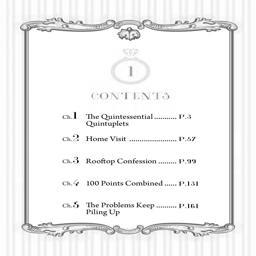 1
CONTENTS
Ch.1 The Quintessential .......... P.3
Quintuplets
Ch.2 Home Visit ..................... P.57
Ch.3 Rooftop Confession ......... P.99
Ch.4 100 Points Combined ...... P.131
Ch.5 The Problems Keep ......... P.161
Piling Up